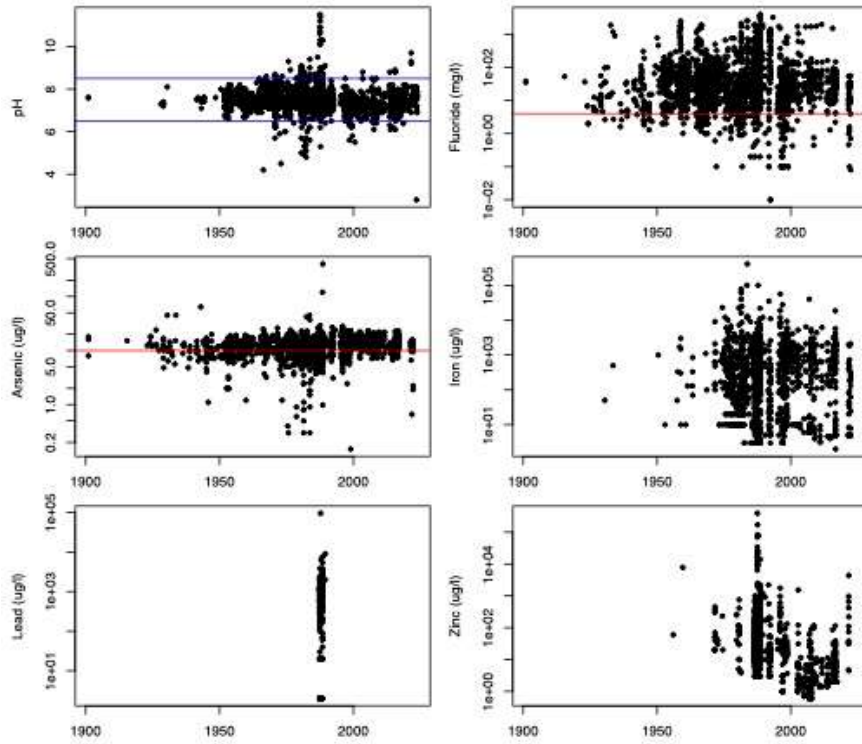 pH
4 6 8 10
1900 1950 2000
Fluoride (mg/l)
1e-02 1e+00 1e+02
1900 1950 2000
Arsenic (ug/l)
0.2 1.0 5.0 50.0 500.0
1900 1950 2000
Iron (ug/l)
1e+01 1e+03 1e+05
1900 1950 2000
Lead (ug/l)
1e+01 1e+03 1e+05
1900 1950 2000
Zinc (ug/l)
1e+00 1e+02 1e+04
1900 1950 2000